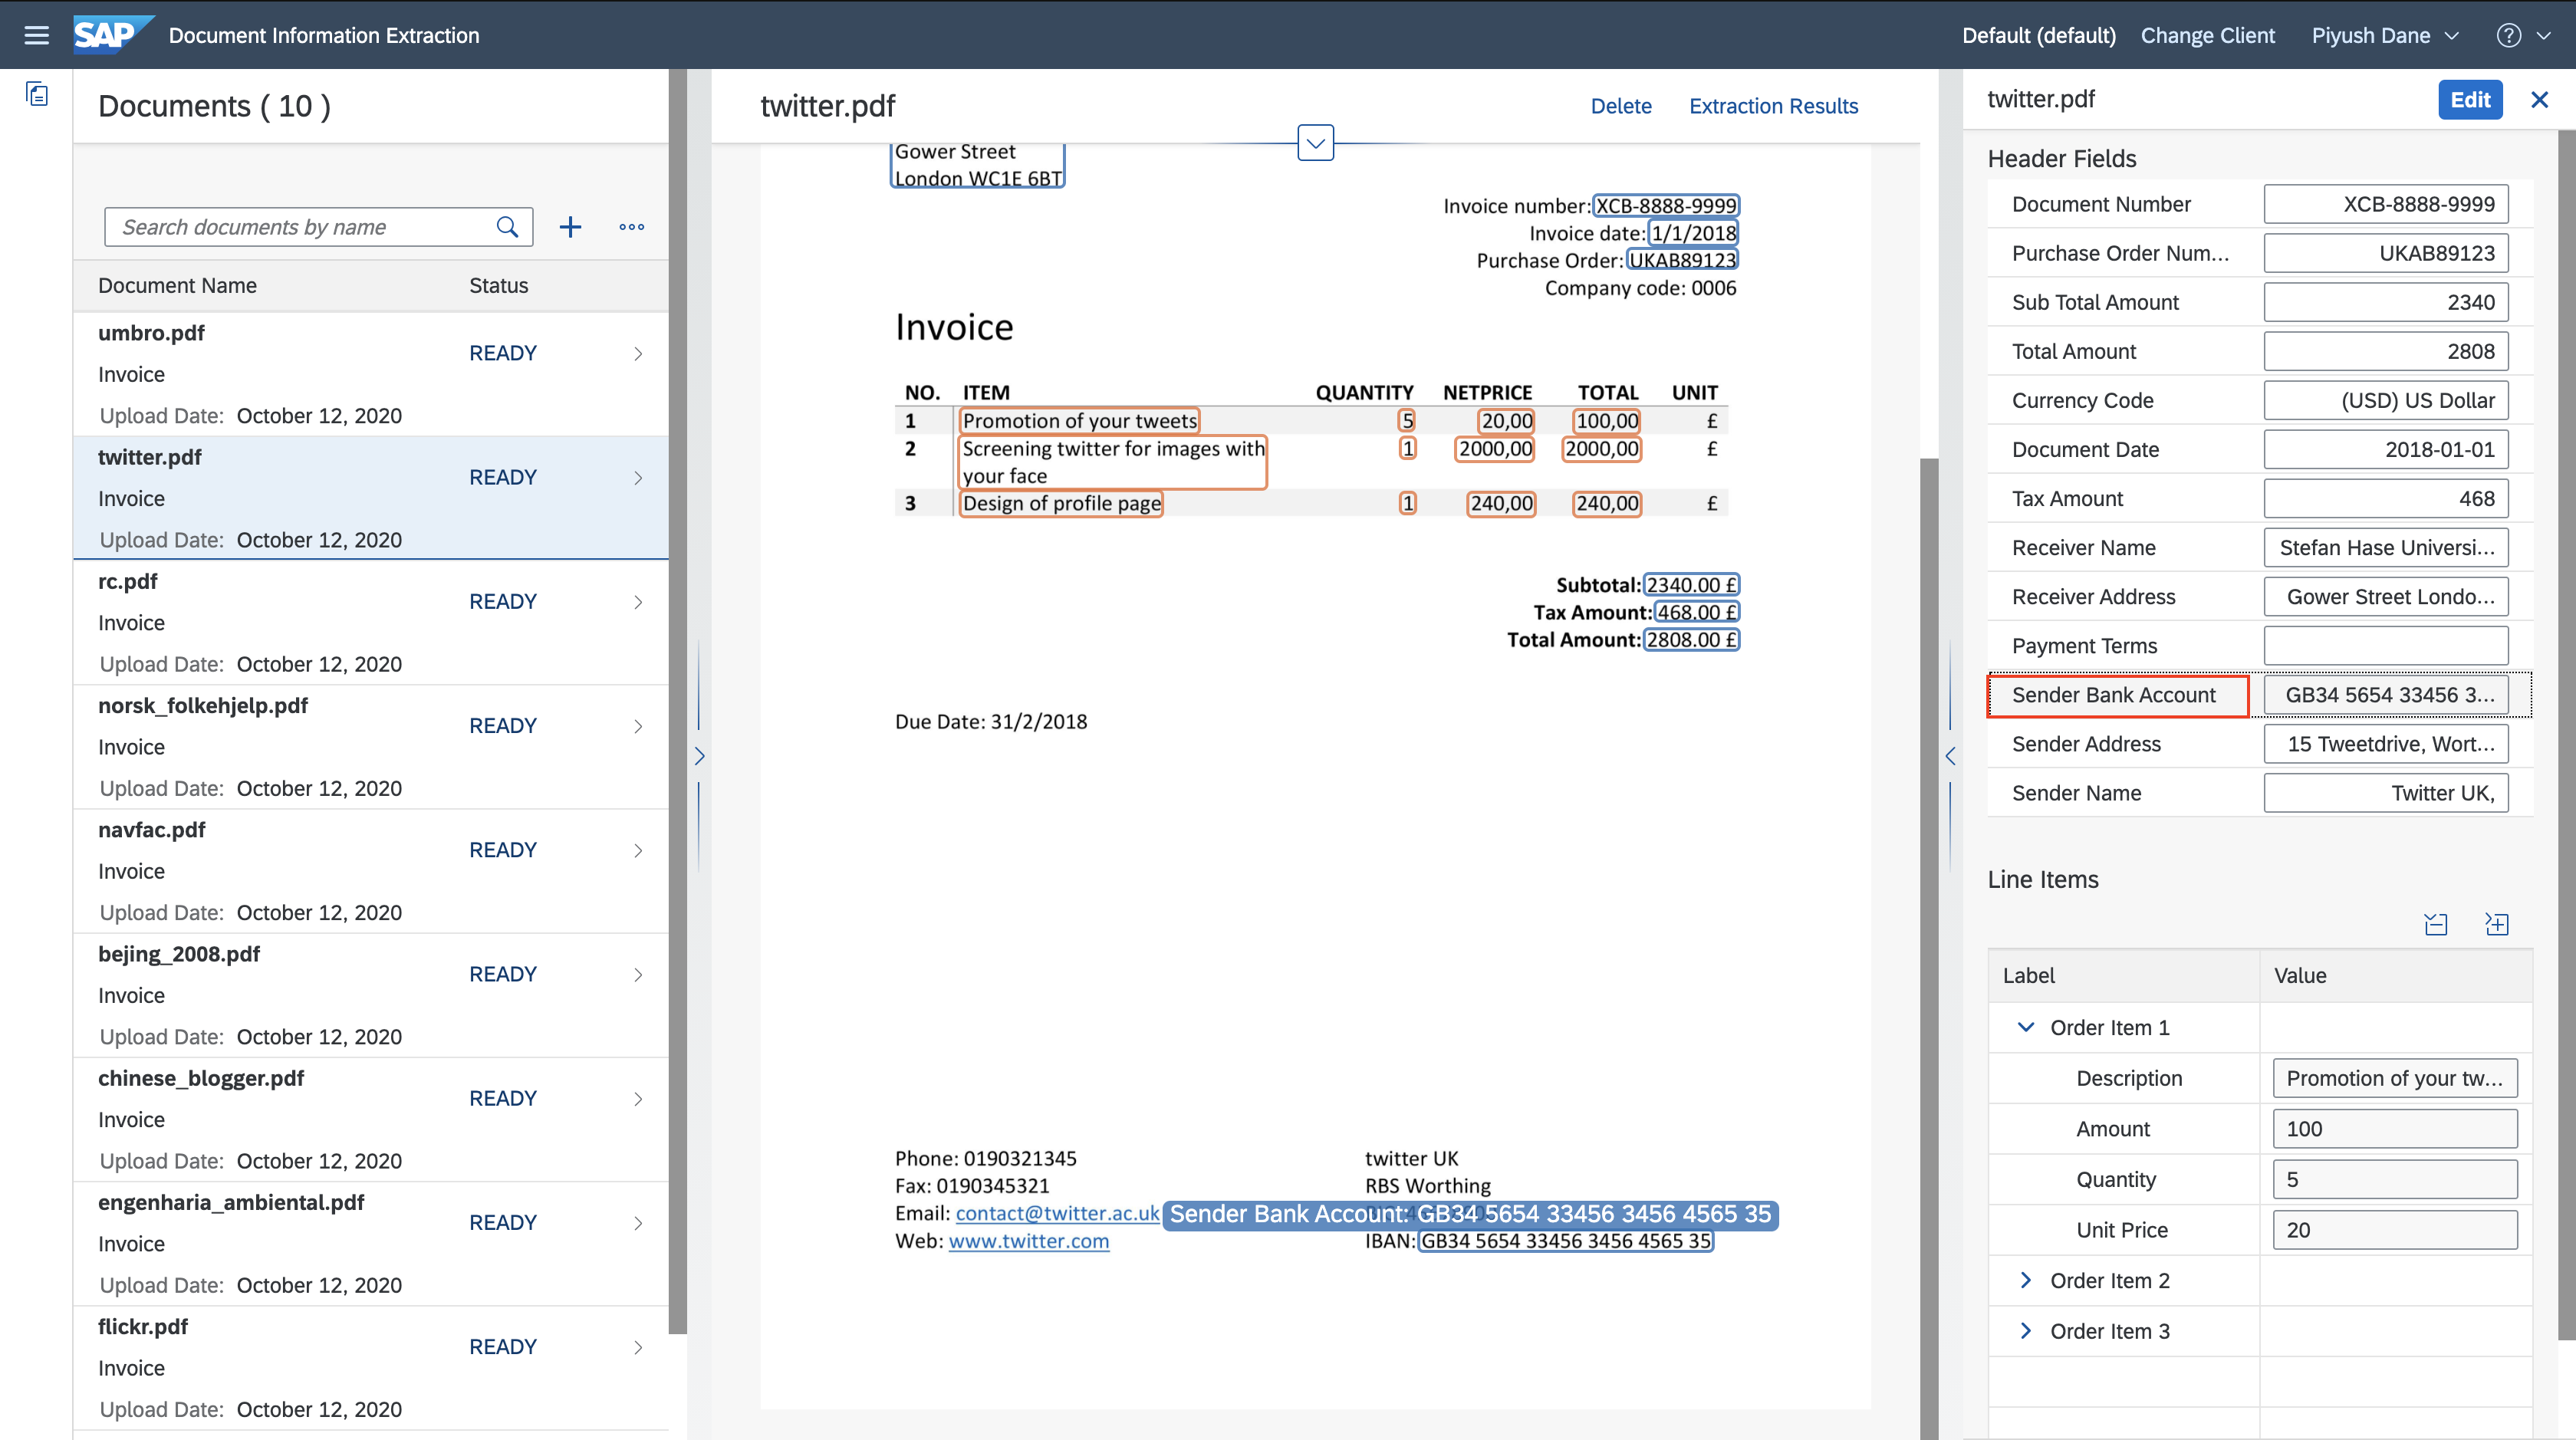 SAP Document Information Extraction
Default (default) Change Client Piyush Dane
Documents ( 10 )
Search documents by name
Document Name Status
umbro.pdf
Invoice
READY
Upload Date: October 12, 2020
twitter.pdf
Invoice
READY
Upload Date: October 12, 2020
rc.pdf
Invoice
READY
Upload Date: October 12, 2020
norsk_folkehjelp.pdf
Invoice
READY
Upload Date: October 12, 2020
navfac.pdf
Invoice
READY
Upload Date: October 12, 2020
bejing_2008.pdf
Invoice
READY
Upload Date: October 12, 2020
chinese_blogger.pdf
Invoice
READY
Upload Date: October 12, 2020
engenharia_ambiental.pdf
Invoice
READY
Upload Date: October 12, 2020
flickr.pdf
Invoice
READY
Upload Date: October 12, 2020
twitter.pdf
Delete Extraction Results
Gower Street
London WC1E 6BT
Invoice number: XCB-8888-9999
Invoice date: 1/1/2018
Purchase Order: UKAB89123
Company code: 0006
Invoice
NO. ITEM QUANTITY NETPRICE TOTAL UNIT
1 Promotion of your tweets 5 20,00 100,00 £
2 Screening twitter for images with 1 2000,00 2000,00 £
your face
3 Design of profile page 1 240,00 240,00 £
Subtotal: 2340.00 £
Tax Amount: 468.00 £
Total Amount: 2808.00 £
Due Date: 31/2/2018
Phone: 0190321345
Fax: 0190345321
Email: contact@twitter.ac.uk
Web: www.twitter.com
twitter UK
RBS Worthing
Sender Bank Account: GB34 5654 33456 3456 4565 35
IBAN: GB34 5654 33456 3456 4565 35
twitter.pdf
Edit
Header Fields
Document Number XCB-8888-9999
Purchase Order Num... UKAB89123
Sub Total Amount 2340
Total Amount 2808
Currency Code (USD) US Dollar
Document Date 2018-01-01
Tax Amount 468
Receiver Name Stefan Hase Universi...
Receiver Address Gower Street Londo...
Payment Terms
Sender Bank Account GB34 5654 33456 3...
Sender Address 15 Tweetdrive, Wort...
Sender Name Twitter UK,
Line Items
Label Value
Order Item 1
Description Promotion of your tw...
Amount 100
Quantity 5
Unit Price 20
Order Item 2
Order Item 3